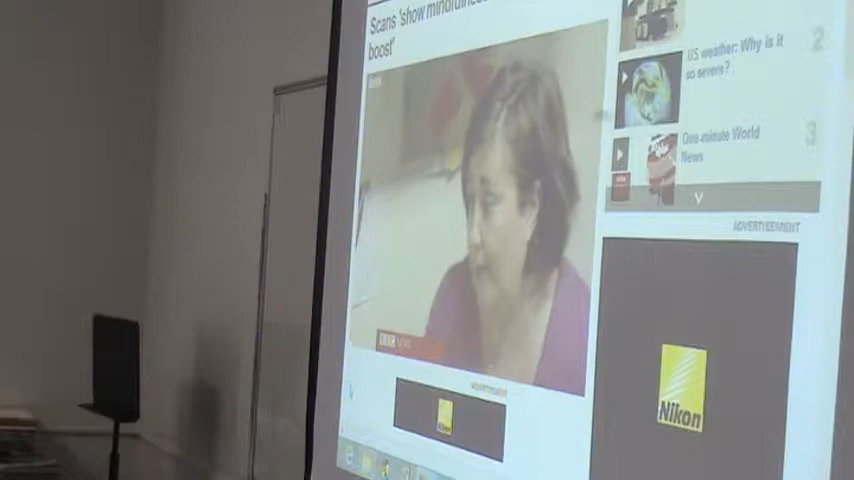 Scans 'show mindfulness
boost'
2
US weather: Why is it
so severe?
3
One-minute World
News
ADVERTISEMENT
BBC NEWS
ADVERTISEMENT
Nikon
Nikon